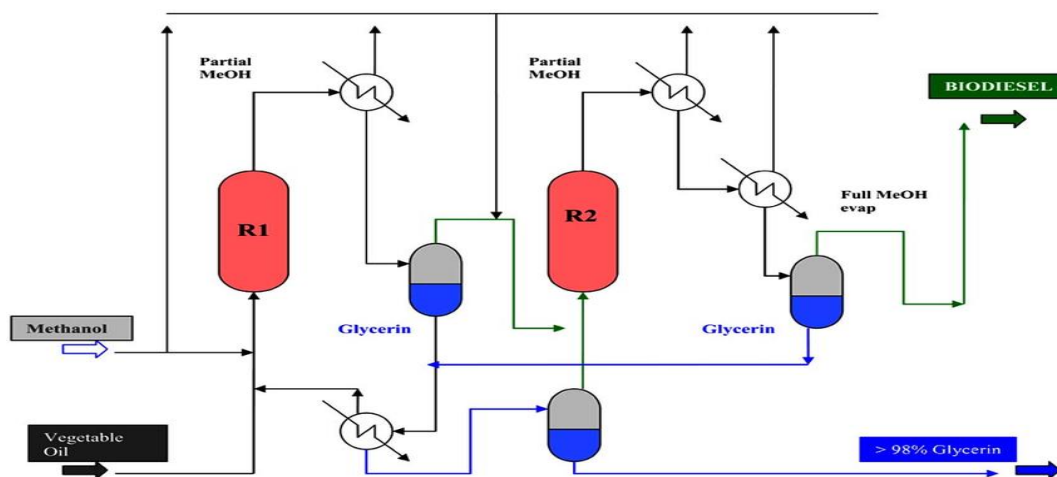 Partial
MeOH
Partial
MeOH
BIODIESEL
R1
R2
Full MeOH
evap
Methanol
Glycerin
Glycerin
Vegetable
Oil
> 98% Glycerin